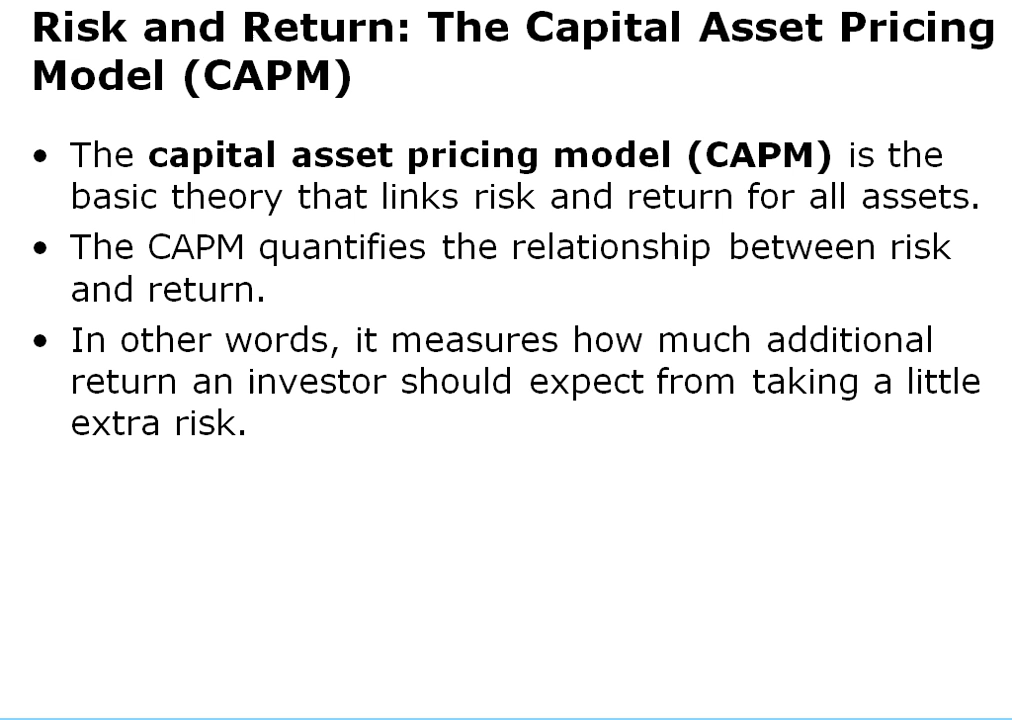 Risk and Return: The Capital Asset Pricing
Model (CAPM)
• The capital asset pricing model (CAPM) is the
basic theory that links risk and return for all assets.
• The CAPM quantifies the relationship between risk
and return.
• In other words, it measures how much additional
return an investor should expect from taking a little
extra risk.